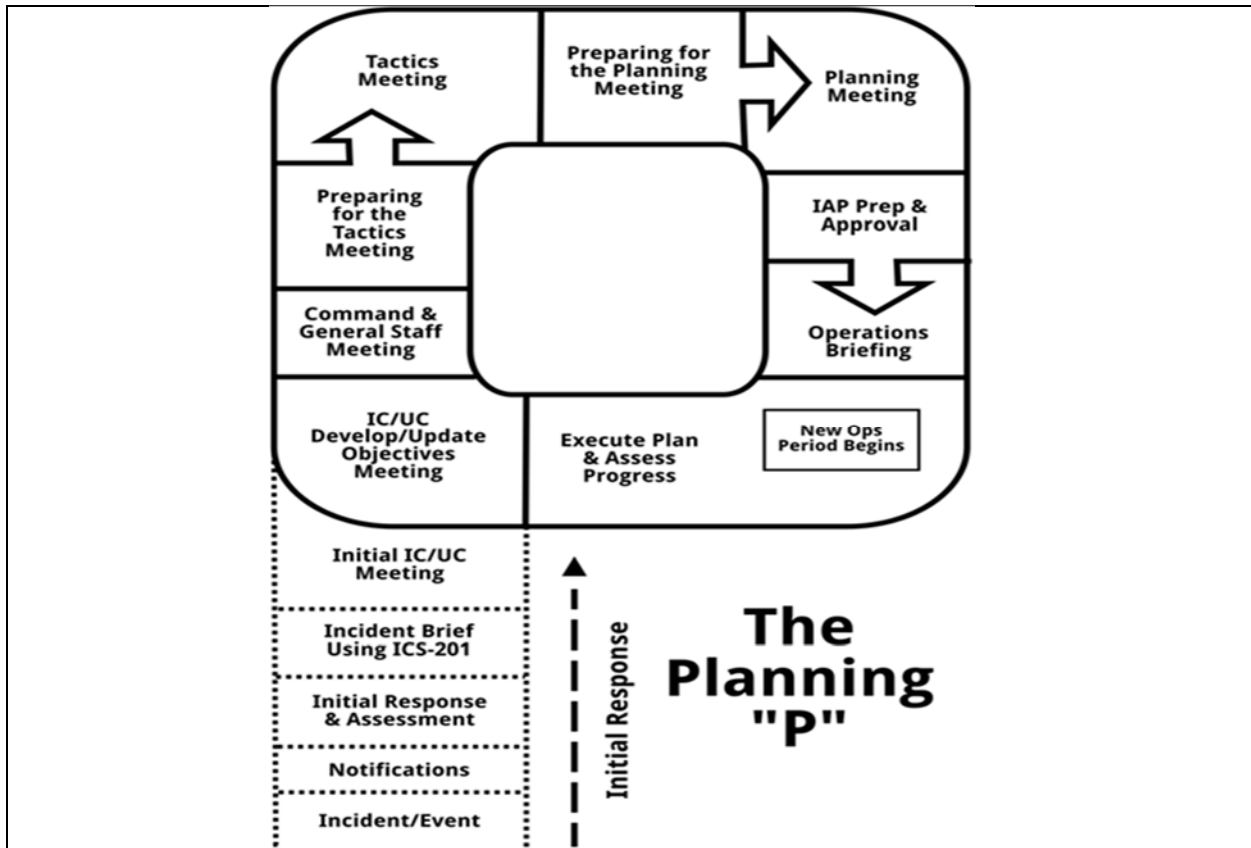 Tactics
Meeting
Preparing for
the Planning
Meeting
Planning
Meeting
Preparing
for the
Tactics
Meeting
IAP Prep &
Approval
Command &
General Staff
Meeting
Operations
Briefing
IC/UC
Develop/Update
Objectives
Meeting
Execute Plan
& Assess
Progress
New Ops
Period Begins
Initial IC/UC
Meeting
Incident Brief
Using ICS-201
Initial Response
& Assessment
Notifications
Incident/Event
Initial Response
The
Planning
"P"